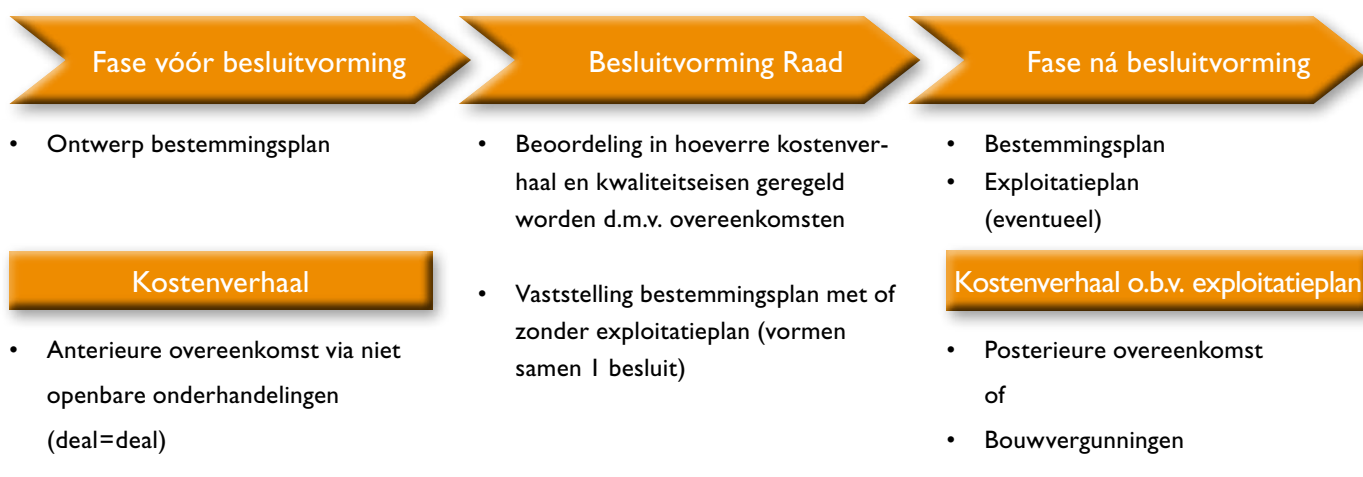 Fase vóór besluitvorming
• Ontwerp bestemmingsplan
Kostenverhaal
• Anterieure overeenkomst via niet
openbare onderhandelingen
(deal=deal)
Besluitvorming Raad
• Beoordeling in hoeverre kostenver-
haal en kwaliteitseisen geregeld
worden d.m.v. overeenkomsten
• Vaststelling bestemmingsplan met of
zonder exploitatieplan (vormen
samen 1 besluit)
Fase ná besluitvorming
• Bestemmingsplan
• Exploitatieplan
(eventueel)
Kostenverhaal o.b.v. exploitatieplan
• Posterieure overeenkomst
of
• Bouwvergunningen